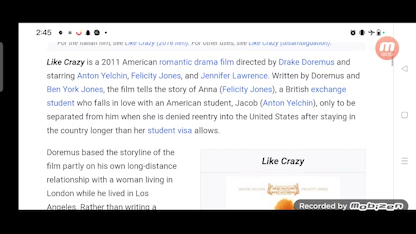 2:45
For the Italian film, see Like Crazy (2016 film). For other uses, see Like Crazy (disambiguation).
Like Crazy is a 2011 American romantic drama film directed by Drake Doremus and
starring Anton Yelchin, Felicity Jones, and Jennifer Lawrence. Written by Doremus and
Ben York Jones, the film tells the story of Anna (Felicity Jones), a British exchange
student who falls in love with an American student, Jacob (Anton Yelchin), only to be
separated from him when she is denied reentry into the United States after staying in
the country longer than her student visa allows.
Doremus based the storyline of the
film partly on his own long-distance
relationship with a woman living in
London while he lived in Los
Angeles. Rather than writing a
Like Crazy
ANTON YELCHIN
FELICITY JONES
Recorded by MOBIZEN